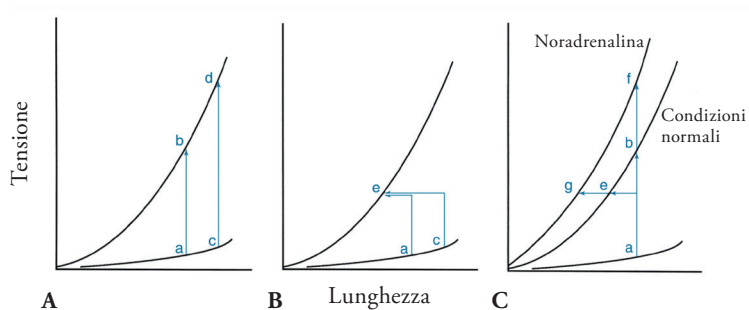 Tensione
d
b
a
c
A
e
a
c
B
Lunghezza
Noradrenalina
f
Condizioni
normali
b
g
e
a
C